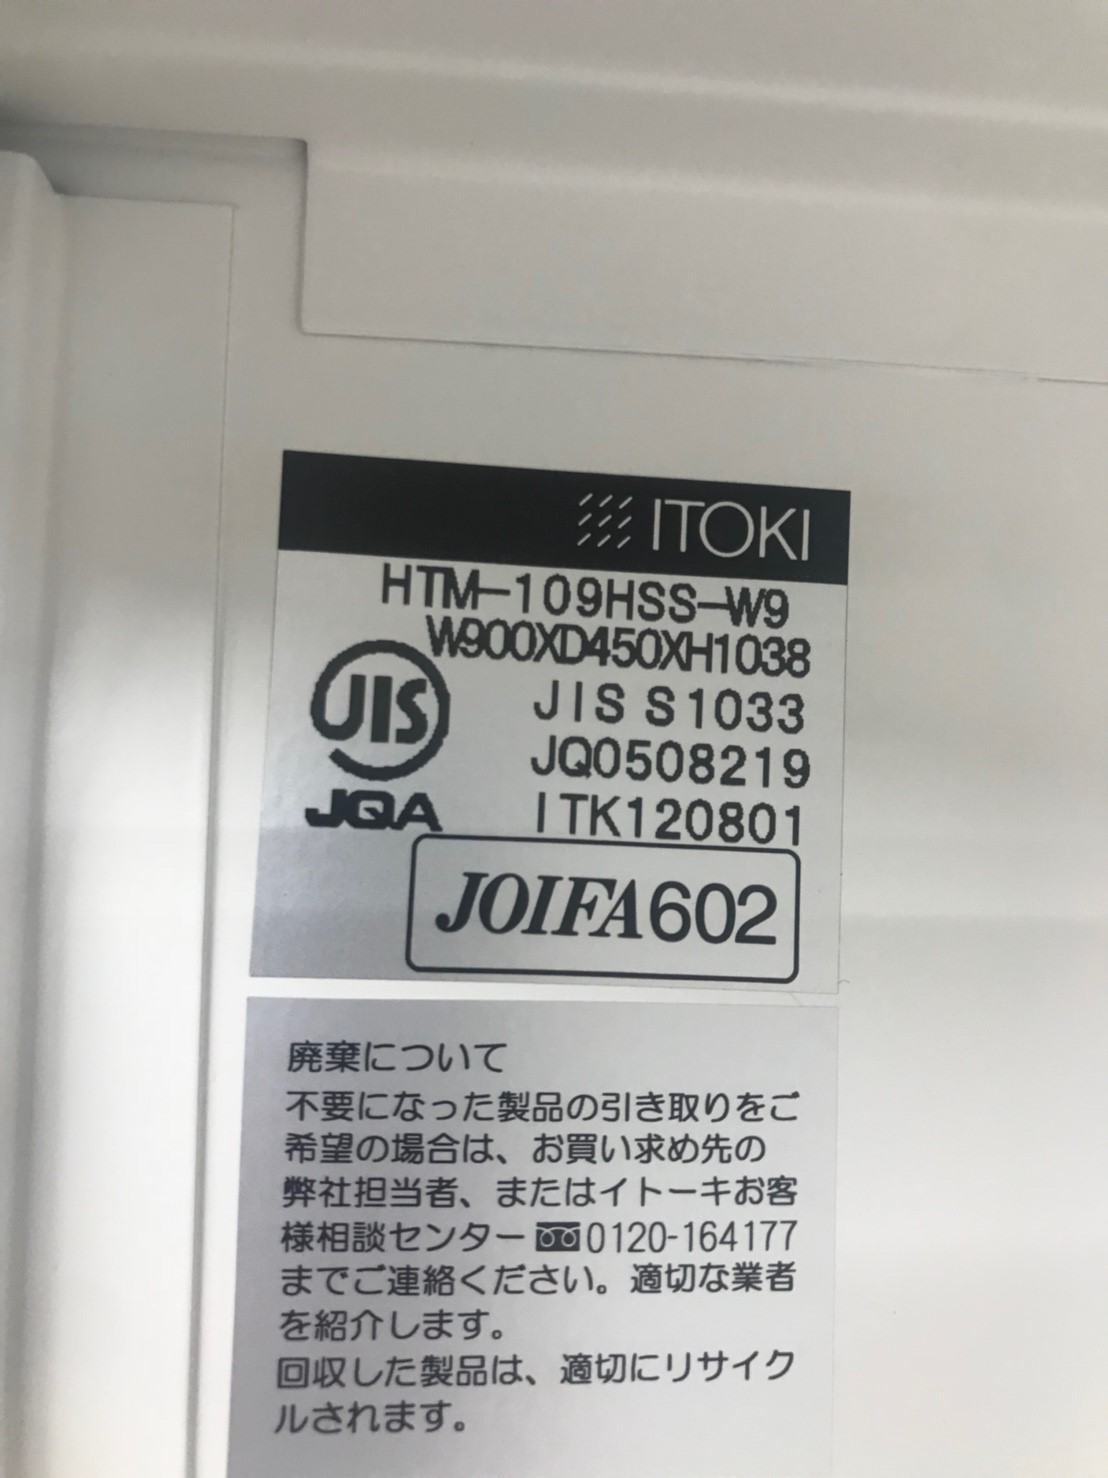 ITOKI
HTM-109HSS-W9
W900XD450XH1038
JIS
JIS S1033
JQ0508219
JQA
ITK120801
JOIFA602
廃棄について
不要になった製品の引き取りをご
希望の場合は、お買い求め先の
弊社担当者、またはイトーキお客
様相談センター 0120-164177
までご連絡ください。適切な業者
を紹介します。
回収した製品は、適切にリサイク
ルされます。